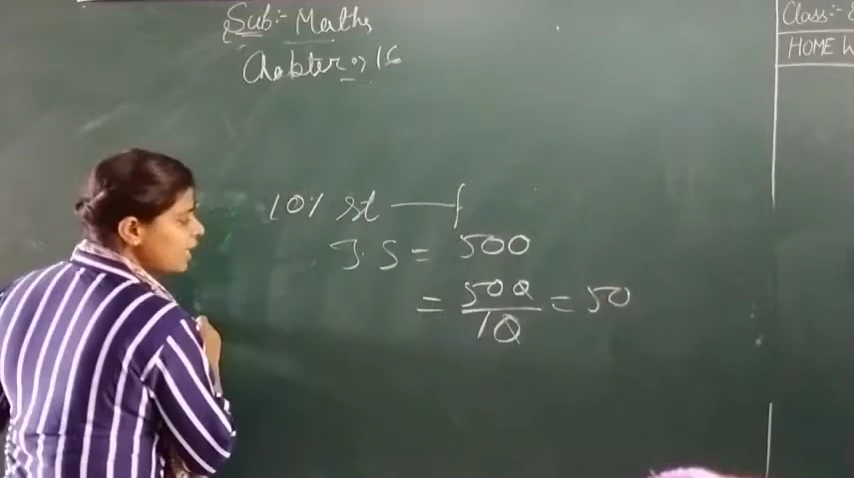 Sub:- Maths
Chapter :- 16
Class:-
HOME W
10% st — f
T.S = 500
= 500/10 = 50